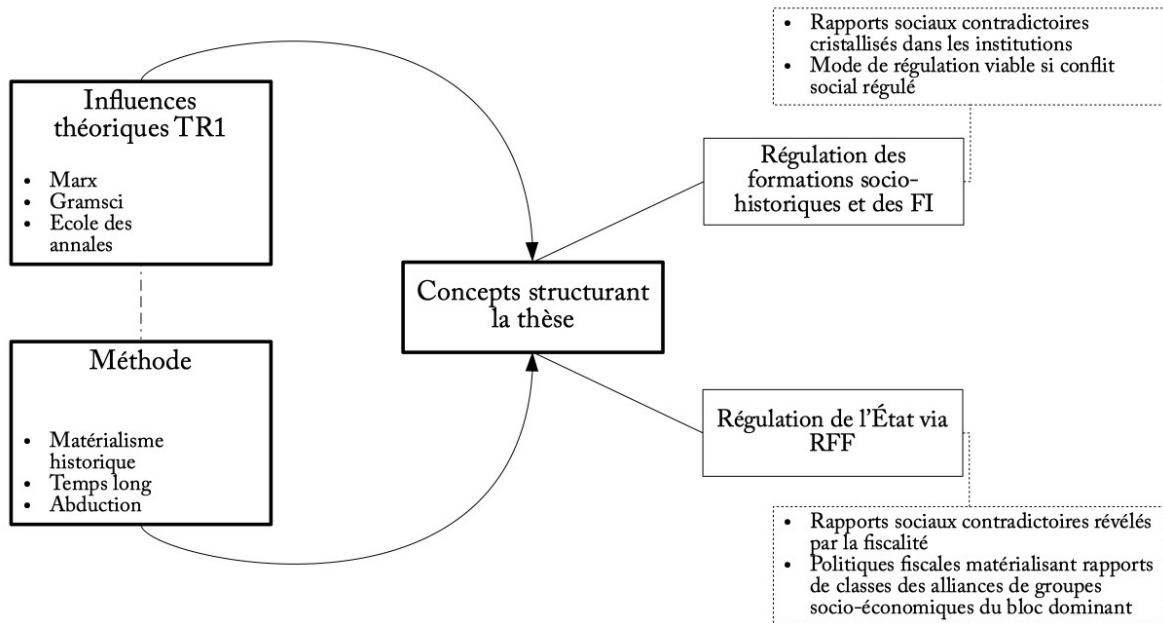 Influences
théoriques TR1
• Marx
• Gramsci
• Ecole des
annales
Méthode
• Matérialisme
historique
• Temps long
• Abduction
Concepts structurant
la thèse
• Rapports sociaux contradictoires
cristallisés dans les institutions
• Mode de régulation viable si conflit
social régulé
Régulation des
formations socio-
historiques et des FI
Régulation de l'État via
RFF
• Rapports sociaux contradictoires révélés
par la fiscalité
• Politiques fiscales matérialisant rapports
de classes des alliances de groupes
socio-économiques du bloc dominant